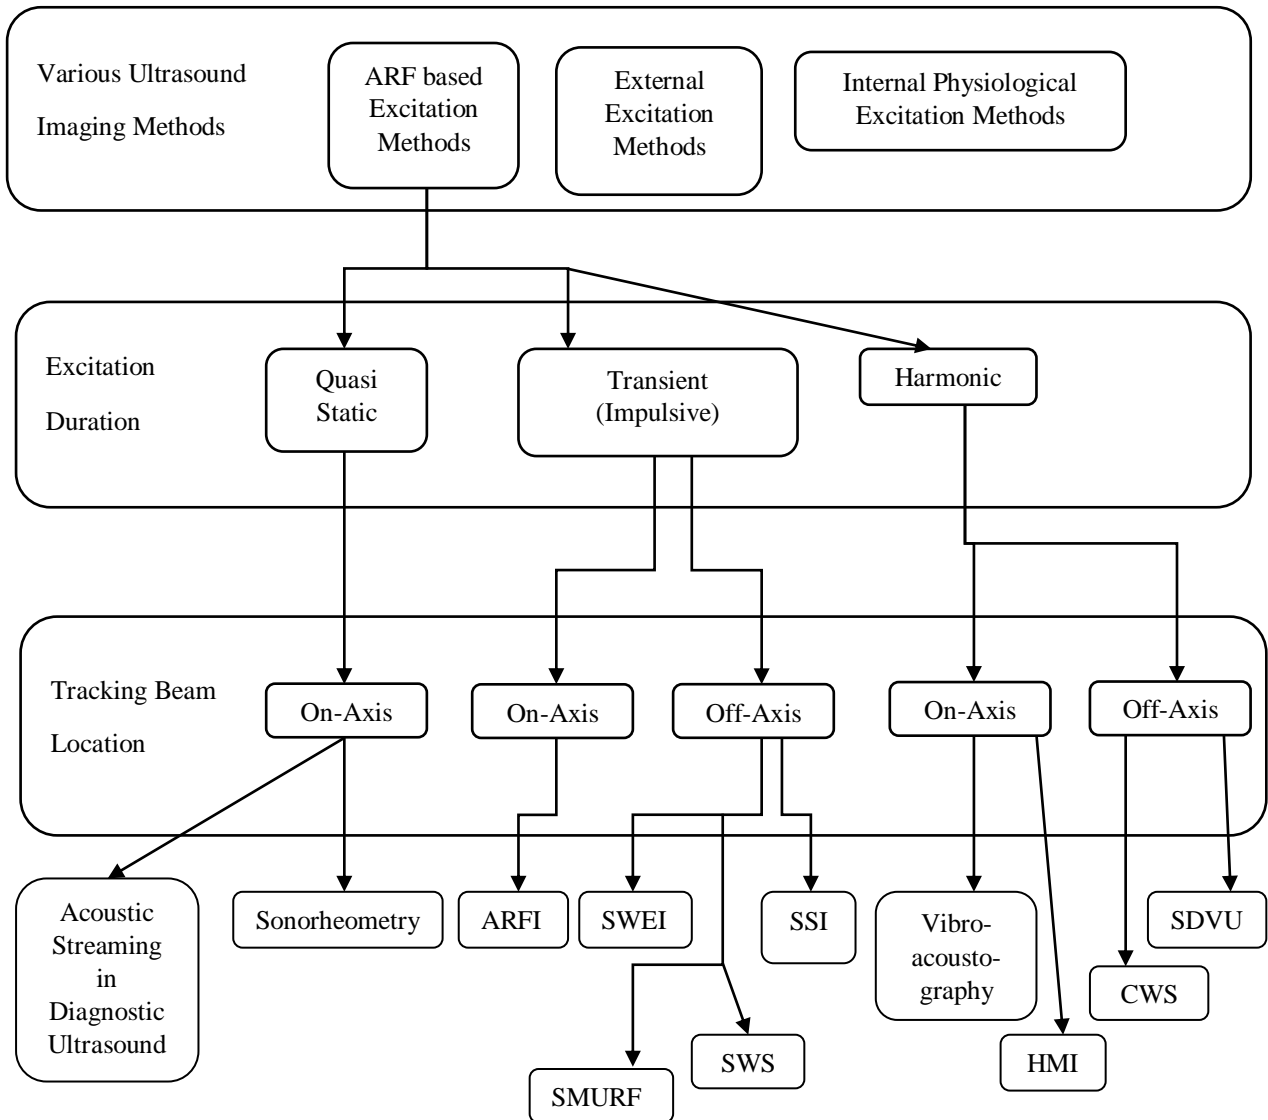 Various Ultrasound
Imaging Methods
ARF based
Excitation
Methods
External
Excitation
Methods
Internal Physiological
Excitation Methods
Excitation
Duration
Quasi
Static
Transient
(Impulsive)
Harmonic
Tracking Beam
Location
On-Axis
On-Axis
Off-Axis
On-Axis
Off-Axis
Acoustic
Streaming
in
Diagnostic
Ultrasound
Sonorheometry
ARFI
SWEI
SSI
Vibro-
acousto-
graphy
SDVU
CWS
SMURF
SWS
HMI